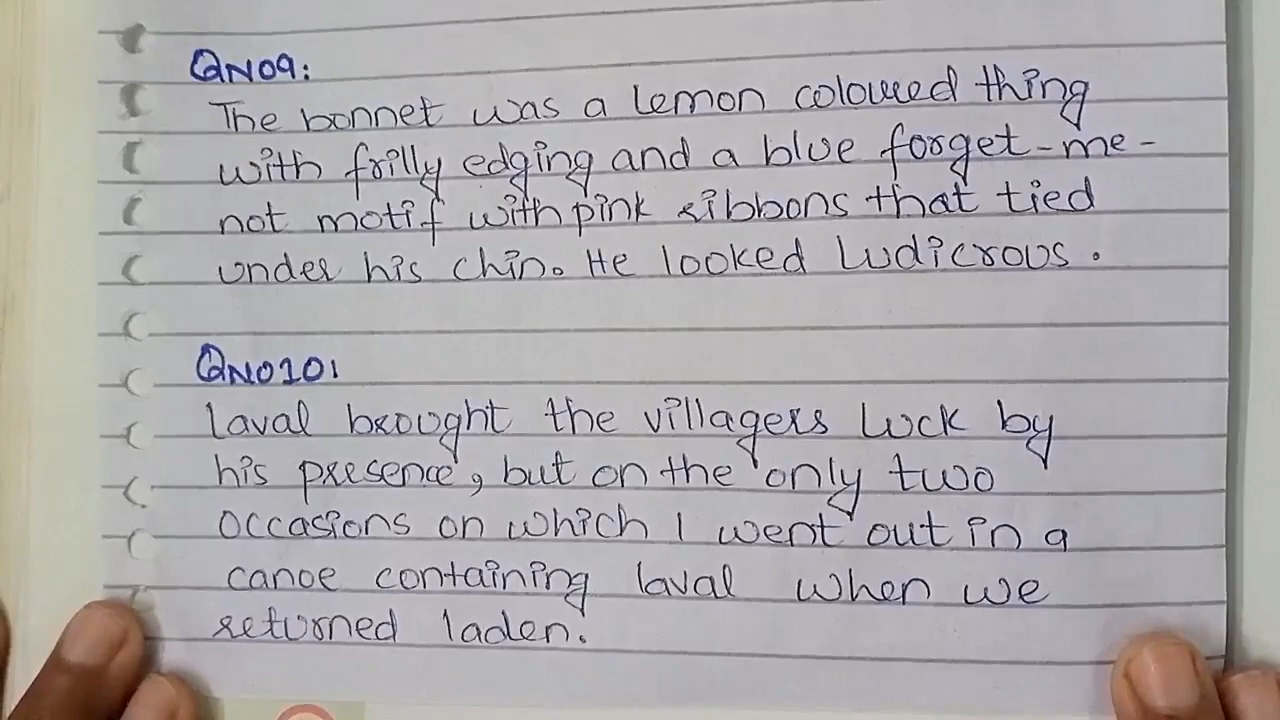 QNO9:
The bonnet was a lemon coloured thing
with frilly edging and a blue forget-me-
not motif with pink ribbons that tied
under his chin. He looked ludicrous.
QNO10:
Laval brought the villagers luck by
his presence, but on the only two
occasions on which I went out in a
canoe containing laval when we
returned laden.